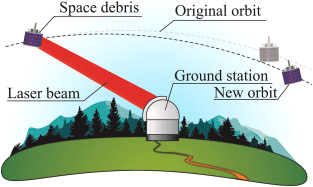 Space debris
Original orbit
Ground station
Laser beam
New orbit